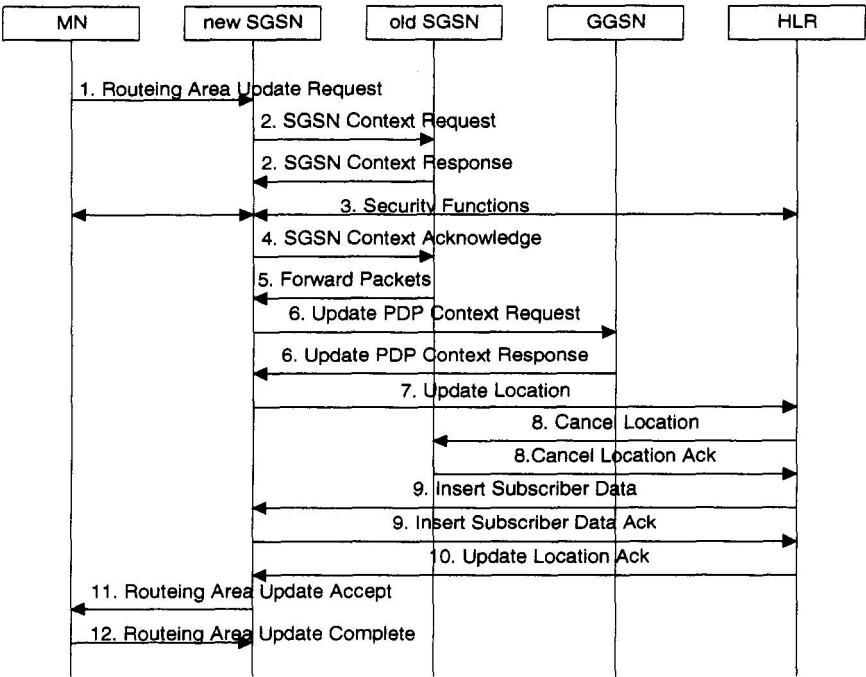 MN new SGSN old SGSN GGSN HLR
1. Routeing Area Update Request
2. SGSN Context Request
2. SGSN Context Response
3. Security Functions
4. SGSN Context Acknowledge
5. Forward Packets
6. Update PDP Context Request
6. Update PDP Context Response
7. Update Location
8. Cancel Location
8.Cancel Location Ack
9. Insert Subscriber Data
9. Insert Subscriber Data Ack
10. Update Location Ack
11. Routeing Area Update Accept
12. Routeing Area Update Complete